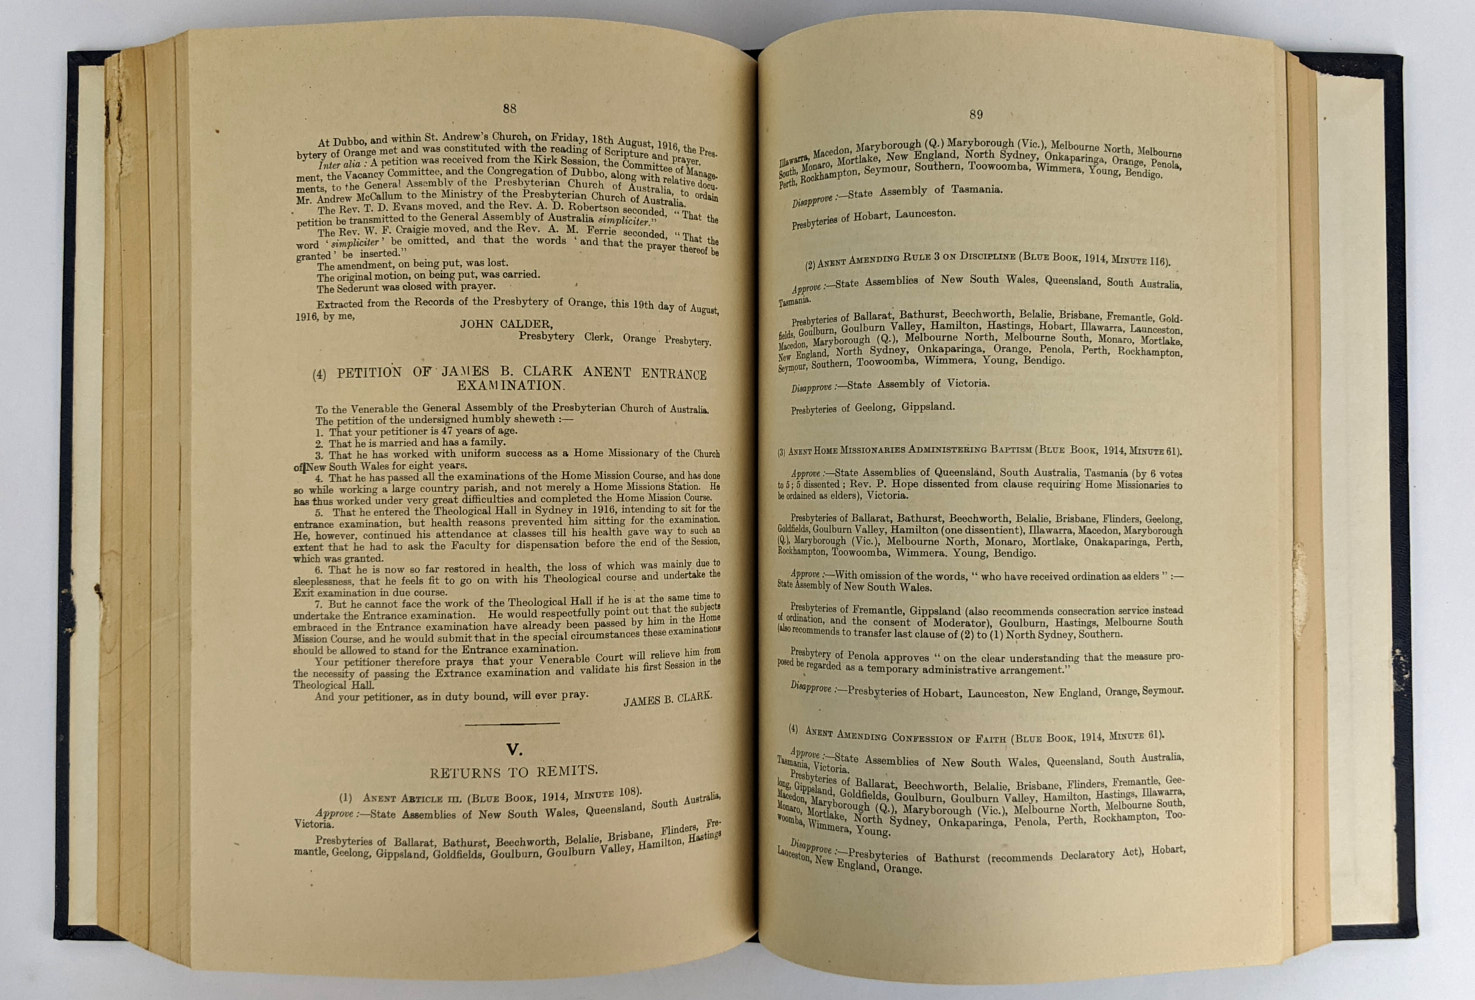 88
At Dubbo, and within St. Andrew's Church, on Friday, 18th August, 1916, the Pres-
bytery of Orange met and was constituted with the reading of Scripture and prayer.
Inter alia : A petition was received from the Kirk Session, the Committee of Manage-
ment, the Vacancy Committee, and the Congregation of Dubbo, along with relative docu-
ments, to the General Assembly of the Presbyterian Church of Australia, to ordain
Mr. Andrew McCallum to the Ministry of the Presbyterian Church of Australia.
The Rev. T. D. Evans moved, and the Rev. A. D. Robertson seconded, "That the
petition be transmitted to the General Assembly of Australia simpliciter."
The Rev. W. F. Craigie moved, and the Rev. A. M. Ferrie seconded, "That the
word 'simpliciter' be omitted, and that the words 'and that the prayer thereof be
granted' be inserted."
The amendment, on being put, was lost.
The original motion, on being put, was carried.
The Sederunt was closed with prayer.
Extracted from the Records of the Presbytery of Orange, this 19th day of August,
1916, by me,
JOHN CALDER,
Presbytery Clerk, Orange Presbytery.
(4) PETITION OF JAMES B. CLARK ANENT ENTRANCE
EXAMINATION.
To the Venerable the General Assembly of the Presbyterian Church of Australia.
The petition of the undersigned humbly sheweth :—
1. That your petitioner is 47 years of age.
2. That he is married and has a family.
3. That he has worked with uniform success as a Home Missionary of the Church
of New South Wales for eight years.
4. That he has passed all the examinations of the Home Mission Course, and has done
so while working a large country parish, and not merely a Home Missions Station. He
has thus worked under very great difficulties and completed the Home Mission Course.
5. That he entered the Theological Hall in Sydney in 1916, intending to sit for the
entrance examination, but health reasons prevented him sitting for the examination.
He, however, continued his attendance at classes till his health gave way to such an
extent that he had to ask the Faculty for dispensation before the end of the Session,
which was granted.
6. That he is now so far restored in health, the loss of which was mainly due to
sleeplessness, that he feels fit to go on with his Theological course and undertake the
Exit examination in due course.
7. But he cannot face the work of the Theological Hall if he is at the same time to
undertake the Entrance examination. He would respectfully point out that the subjects
embraced in the Entrance examination have already been passed by him in the Home
Mission Course, and he would submit that in the special circumstances these examinations
should be allowed to stand for the Entrance examination.
Your petitioner therefore prays that your Venerable Court will relieve him from
the necessity of passing the Extrance examination and validate his first Session in the
Theological Hall.
And your petitioner, as in duty bound, will ever pray.
JAMES B. CLARK.
V.
RETURNS TO REMITS.
(1) ANENT ARTICLE III. (BLUE BOOK, 1914, MINUTE 108).
Approve :—State Assemblies of New South Wales, Queensland, South Australia,
Victoria.
Presbyteries of Ballarat, Bathurst, Beechworth, Belalie, Brisbane, Flinders, Fre-
mantle, Geelong, Gippsland, Goldfields, Goulburn, Goulburn Valley, Hamilton, Hastings
89
Illawarra, Macedon, Maryborough (Q.) Maryborough (Vic.), Melbourne North, Melbourne
South, Monaro, Mortlake, New England, North Sydney, Onkaparinga, Orange, Penola,
Perth, Rockhampton, Seymour, Southern, Toowoomba, Wimmera, Young, Bendigo.
Disapprove :—State Assembly of Tasmania.
Presbyteries of Hobart, Launceston.
(2) ANENT AMENDING RULE 3 ON DISCIPLINE (BLUE BOOK, 1914, MINUTE 116).
Approve :—State Assemblies of New South Wales, Queensland, South Australia,
Tasmania.
Presbyteries of Ballarat, Bathurst, Beechworth, Belalie, Brisbane, Fremantle, Gold-
fields, Goulburn, Goulburn Valley, Hamilton, Hastings, Hobart, Illawarra, Launceston,
Macedon, Maryborough (Q.), Melbourne North, Melbourne South, Monaro, Mortlake,
New England, North Sydney, Onkaparinga, Orange, Penola, Perth, Rockhampton,
Seymour, Southern, Toowoomba, Wimmera, Young, Bendigo.
Disapprove :—State Assembly of Victoria.
Presbyteries of Geelong, Gippsland.
(3) ANENT HOME MISSIONARIES ADMINISTERING BAPTISM (BLUE BOOK, 1914, MINUTE 61).
Approve :—State Assemblies of Queensland, South Australia, Tasmania (by 6 votes
to 5; 5 dissented; Rev. P. Hope dissented from clause requiring Home Missionaries to
be ordained as elders), Victoria.
Presbyteries of Ballarat, Bathurst, Beechworth, Belalie, Brisbane, Flinders, Geelong,
Goldfields, Goulburn Valley, Hamilton (one dissentient), Illawarra, Macedon, Maryborough
(Q.), Maryborough (Vic.), Melbourne North, Monaro, Mortlake, Onakaparinga, Perth,
Rockhampton, Toowoomba, Wimmera. Young, Bendigo.
Approve :—With omission of the words, "who have received ordination as elders" :—
State Assembly of New South Wales.
Presbyteries of Fremantle, Gippsland (also recommends consecration service instead
of ordination, and the consent of Moderator), Goulburn, Hastings, Melbourne South
(also recommends to transfer last clause of (2) to (1) North Sydney, Southern.
Presbytery of Penola approves "on the clear understanding that the measure pro-
posed be regarded as a temporary administrative arrangement."
Disapprove :—Presbyteries of Hobart, Launceston, New England, Orange, Seymour.
(4) ANENT AMENDING CONFESSION OF FAITH (BLUE BOOK, 1914, MINUTE 61).
Approve :—State Assemblies of New South Wales, Queensland, South Australia,
Tasmania, Victoria.
Presbyteries of Ballarat, Beechworth, Belalie, Brisbane, Flinders, Fremantle, Gee-
long, Gippsland, Goldfields, Goulburn, Goulburn Valley, Hamilton, Hastings, Illawarra,
Macedon, Maryborough (Q.), Maryborough (Vic.), Melbourne North, Melbourne South,
Monaro, Mortlake, North Sydney, Onkaparinga, Penola, Perth, Rockhampton, Too-
woomba, Wimmera, Young.
Disapprove :—Presbyteries of Bathurst (recommends Declaratory Act), Hobart,
Launceston, New England, Orange.